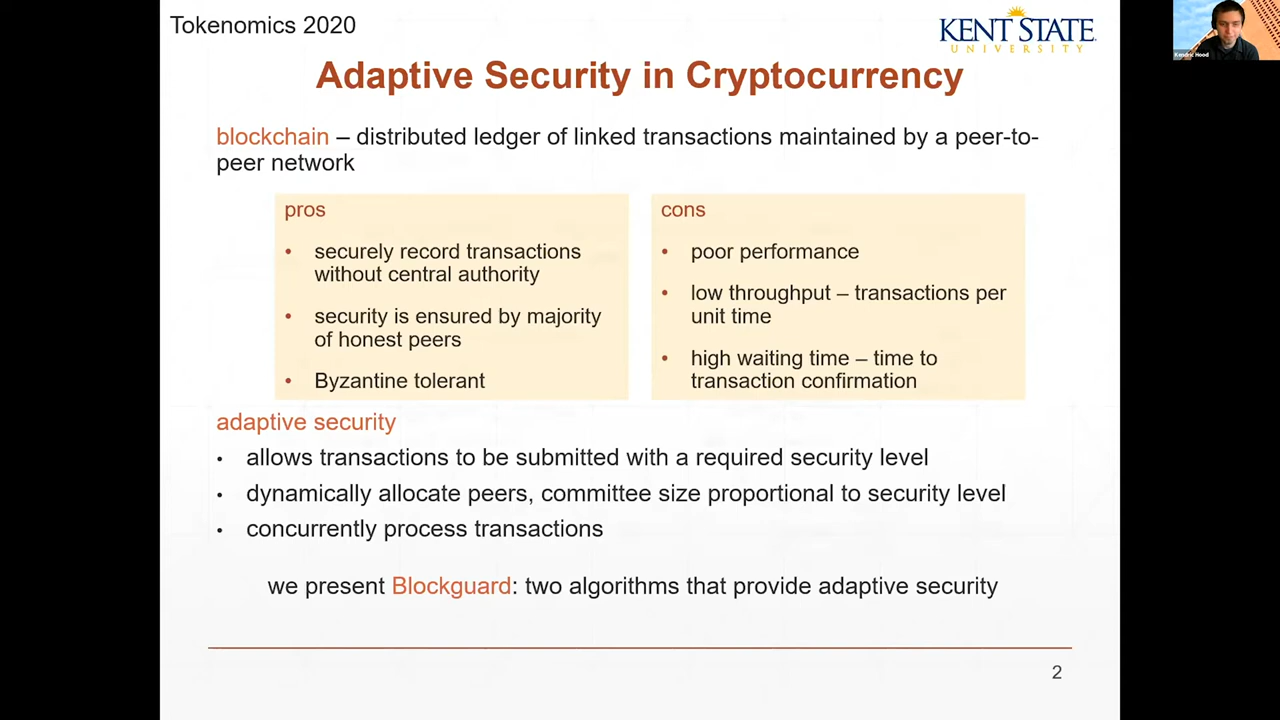 Tokenomics 2020
KENT STATE
UNIVERSITY
Kendric Hood
Adaptive Security in Cryptocurrency
blockchain – distributed ledger of linked transactions maintained by a peer-to-
peer network
pros
• securely record transactions
without central authority
• security is ensured by majority
of honest peers
• Byzantine tolerant
cons
• poor performance
• low throughput – transactions per
unit time
• high waiting time – time to
transaction confirmation
adaptive security
• allows transactions to be submitted with a required security level
• dynamically allocate peers, committee size proportional to security level
• concurrently process transactions
we present Blockguard: two algorithms that provide adaptive security
2